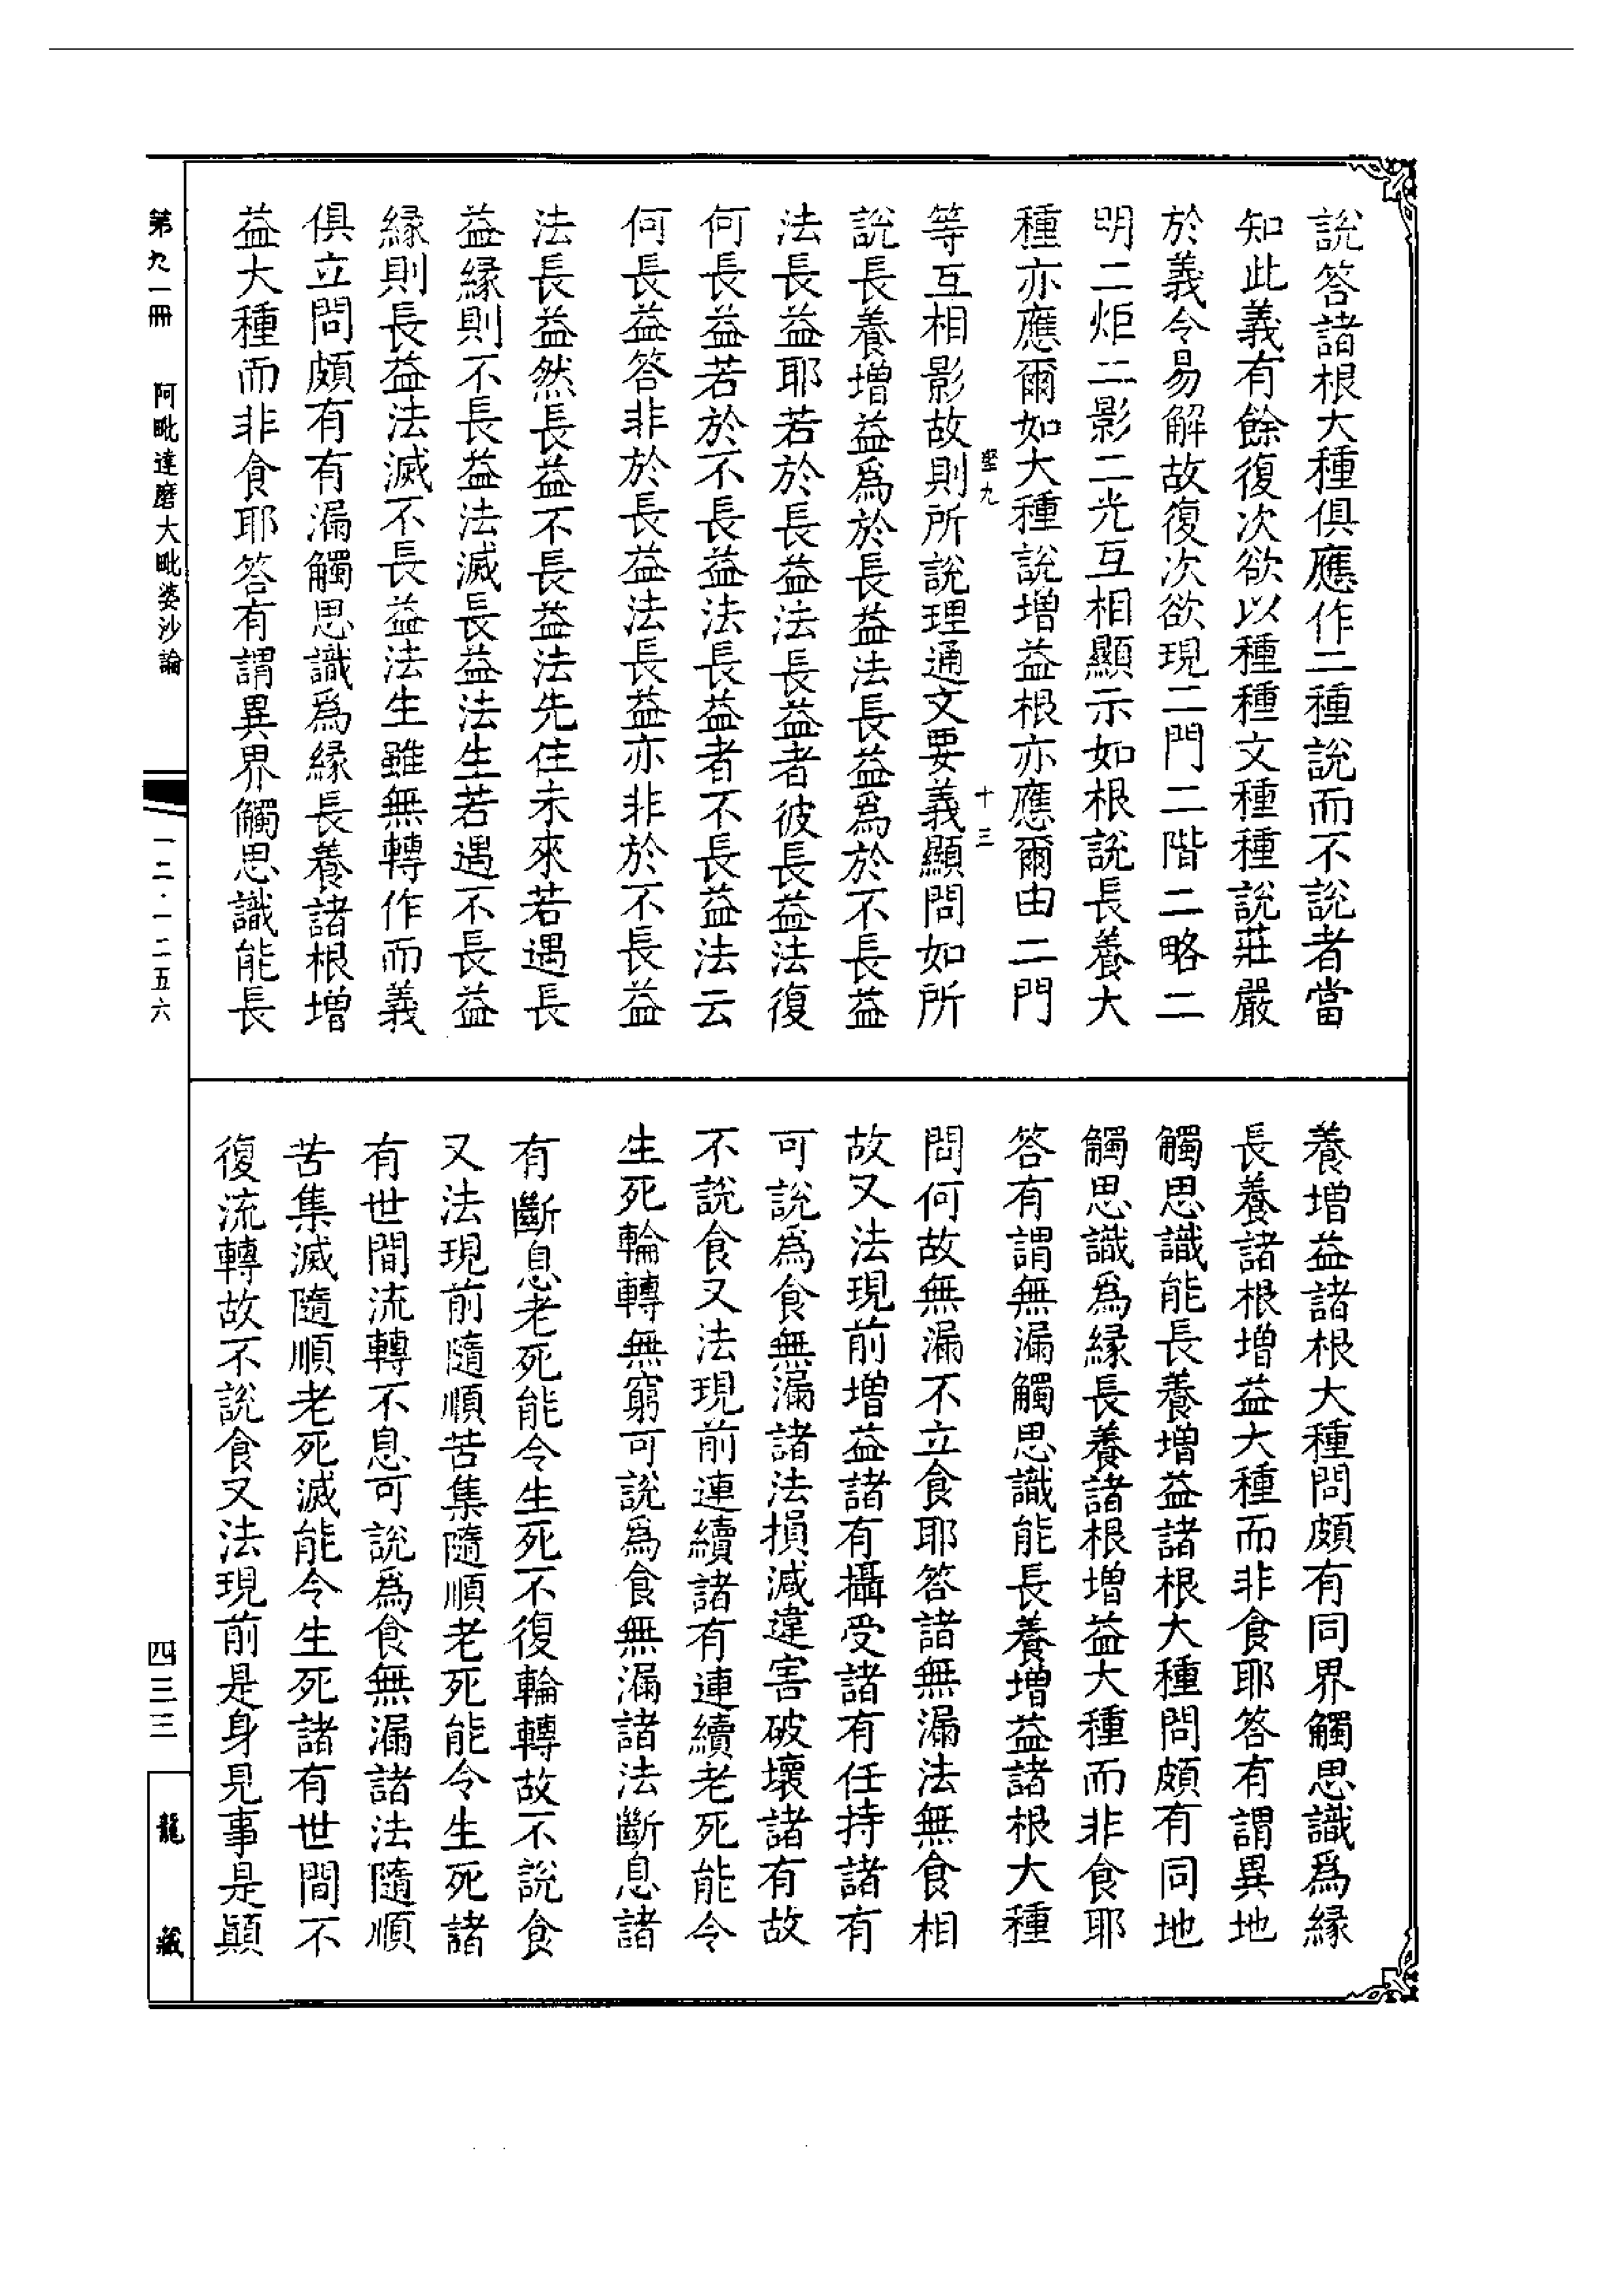 說答諸根大種俱應作二種說而不說者當
知此義有餘復次欲以種種文種種說莊嚴
於義令易解故復次欲現二門二階二略二
明二炬二影二光互相顯示如根說長養大
種亦應爾如大種說增益根亦應爾由二門
堅九
十三
等互相影故則所說理通文要義顯問如所
說長養增益爲於長益法長益爲於不長益
法長益耶若於長益法長益者彼長益法復
何長益若於不長益法長益者不長益法云
何長益答非於長益法長益亦非於不長益
法長益然長益不長益法先住未來若遇長
益緣則不長益法滅長益法生若遇不長益
緣則長益法滅不長益法生雖無轉作而義
俱立問頗有有漏觸思識爲緣長養諸根增
益大種而非食耶答有謂異界觸思識能長
養增益諸根大種問頗有同界觸思識爲緣
長養諸根增益大種而非食耶答有謂異地
觸思識能長養增益諸根大種問頗有同地
觸思識爲緣長養諸根增益大種而非食耶
答有謂無漏觸思識能長養增益諸根大種
問何故無漏不立食耶答諸無漏法無食相
故又法現前增益諸有攝受諸有任持諸有
可說爲食無漏諸法損減違害破壞諸有故
不說食又法現前連續諸有連續老死能令
生死輪轉無窮可說爲食無漏諸法斷息諸
有斷息老死能令生死不復輪轉故不說食
又法現前隨順苦集隨順老死能令生死諸
有世間流轉不息可說爲食無漏諸法隨順
苦集滅隨順老死滅能令生死諸有世間不
復流轉故不說食又法現前是身見事是顛
第九一冊
阿毗達磨大毗婆沙論
一二·一二五六
四三三
龍藏